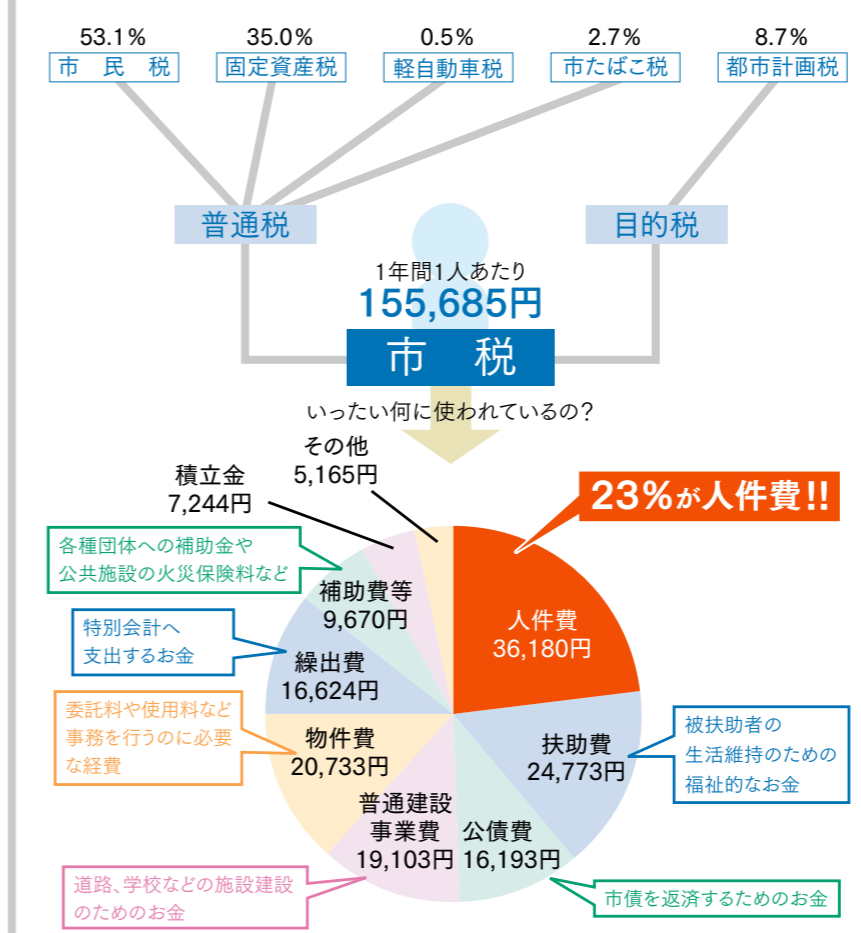 53.1%
市民税
35.0%
固定資産税
0.5%
軽自動車税
2.7%
市たばこ税
8.7%
都市計画税
普通税
目的税
1年間1人あたり
155,685円
市税
いったい何に使われているの?
23%が人件費!!
人件費
36,180円
扶助費
24,773円
被扶助者の
生活維持のための
福祉的なお金
公債費
16,193円
市債を返済するためのお金
普通建設
事業費
19,103円
道路、学校などの施設建設
のためのお金
物件費
20,733円
委託料や使用料など
事務を行うのに必要
な経費
繰出費
16,624円
特別会計へ
支出するお金
補助費等
9,670円
各種団体への補助金や
公共施設の火災保険料など
積立金
7,244円
その他
5,165円